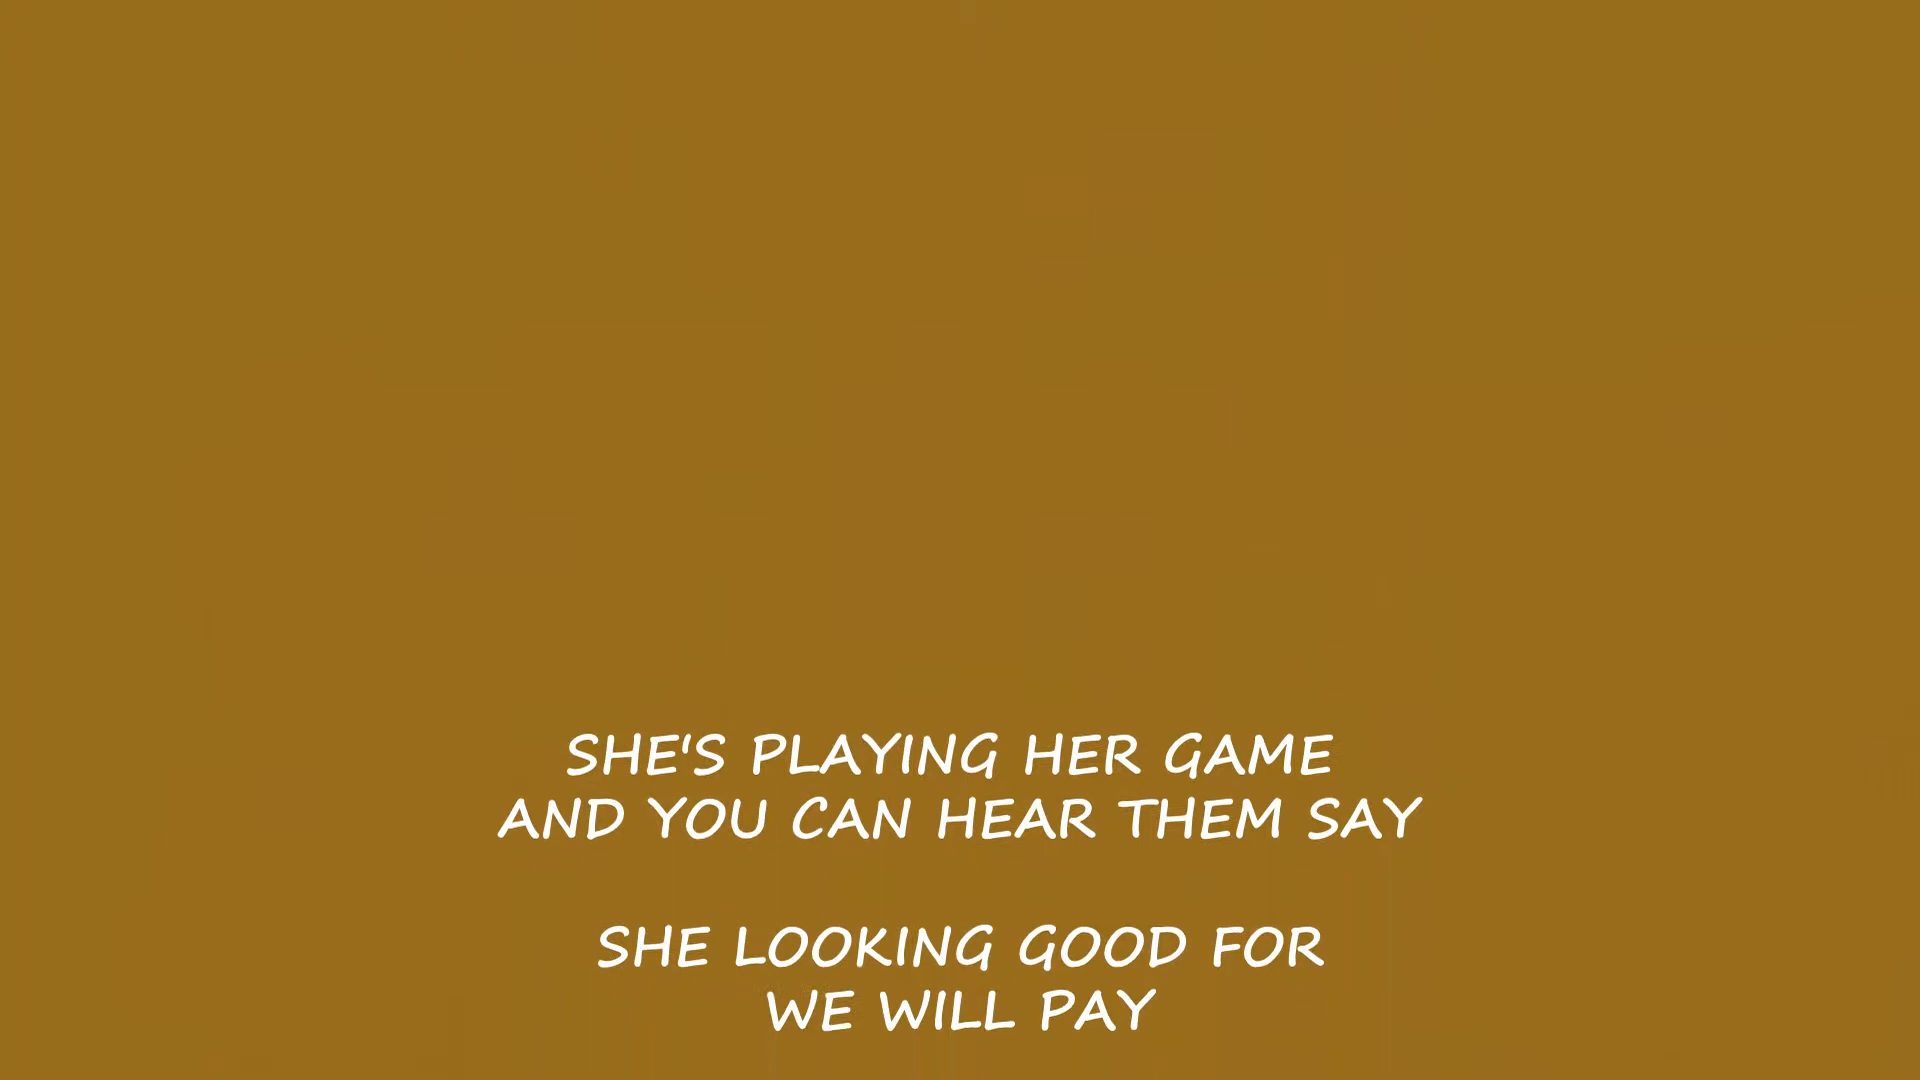 SHE'S PLAYING HER GAME
AND YOU CAN HEAR THEM SAY
SHE LOOKING GOOD FOR
WE WILL PAY